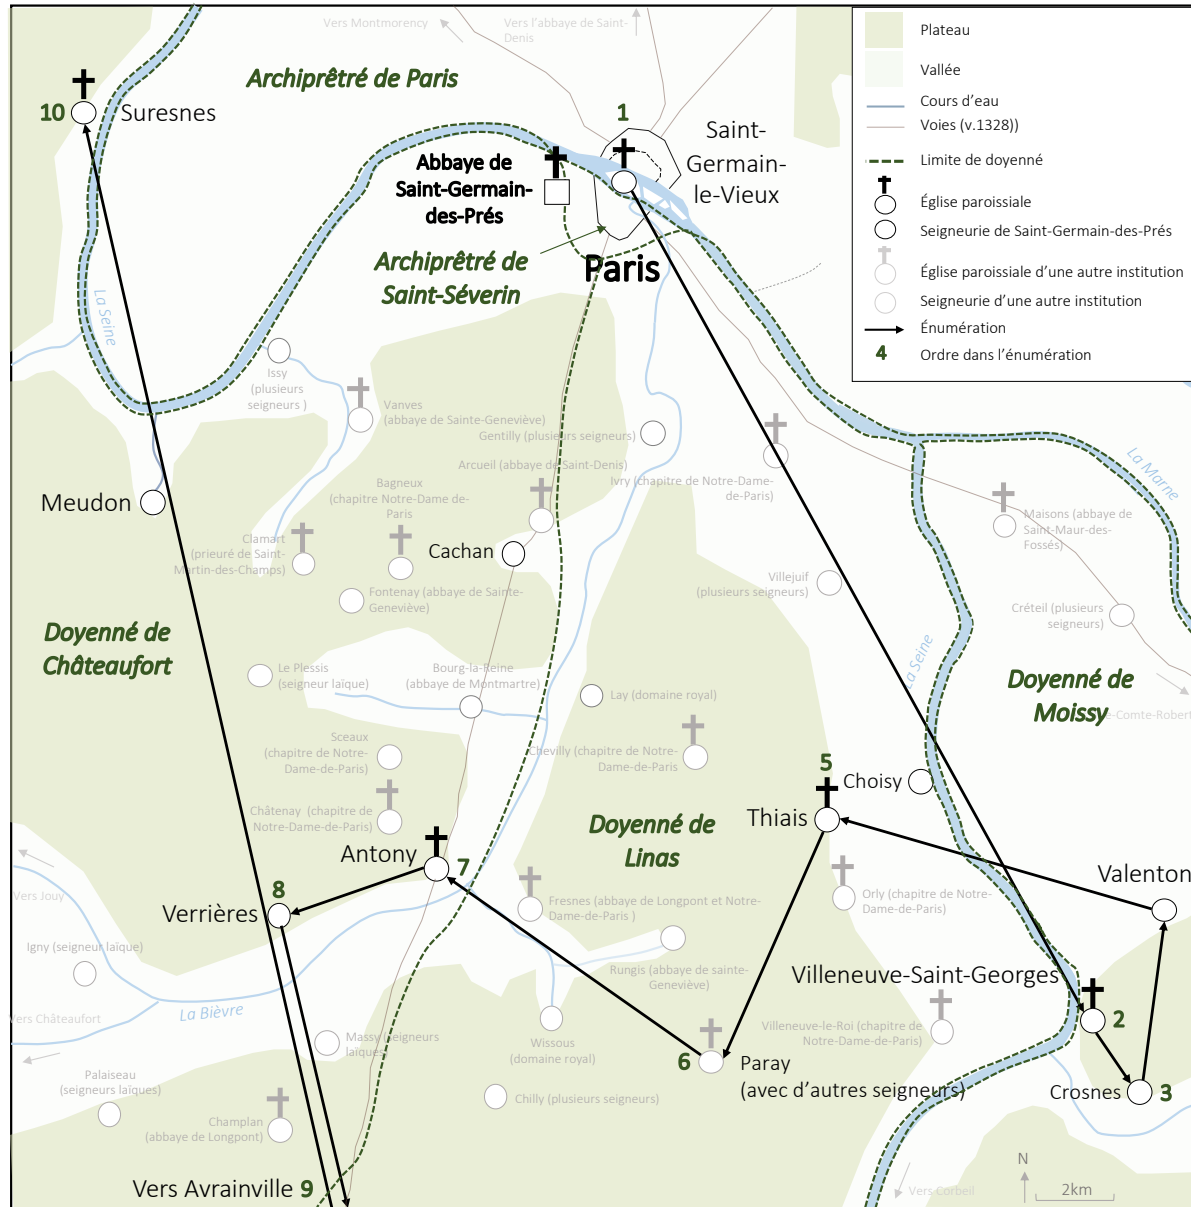 Vers Montmorency
Vers l'abbaye de Saint-
Denis
Archiprêtré de Paris
10
Suresnes
1
Saint-
Germain-
le-Vieux
Abbaye de
Saint-Germain-
des-Prés
Archiprêtré de
Saint-Séverin
Paris
Plateau
Vallée
Cours d'eau
Voies (v.1328))
Limite de doyenné
Église paroissiale
Seigneurie de Saint-Germain-des-Prés
Église paroissiale d'une autre institution
Seigneurie d'une autre institution
Énumération
4
Ordre dans l'énumération
La Seine
Issy
(plusieurs
seigneurs )
Vanves
(abbaye de Sainte-Geneviève)
Gentilly (plusieurs seigneurs)
Arcueil (abbaye de Saint-Denis)
Ivry (chapitre de Notre-Dame-
de-Paris)
La Marne
Meudon
Bagneux
(chapitre Notre-Dame de-
Paris
Clamart
(prieuré de Saint-
Martin-des-Champs)
Cachan
Maisons (abbaye de
Saint-Maur-des-
Fossés)
Fontenay (abbaye de Sainte-
Geneviève)
Villejuif
(plusieurs seigneurs)
Créteil (plusieurs
seigneurs)
Doyenné de
Châteaufort
Le Plessis
(seigneur laïque)
Bourg-la-Reine
(abbaye de Montmartre)
Lay (domaine royal)
La Seine
Doyenné de
Moissy
e-Comte-Robert
Sceaux
(chapitre de Notre-
Dame-de-Paris)
Chevilly (chapitre de Notre-
Dame-de-Paris
5
Choisy
Châtenay (chapitre de
Notre-Dame-de-Paris)
Thiais
Doyenné de
Linas
Antony
7
Valenton
Vers Jouy
8
Verrières
Fresnes (abbaye de Longpont et Notre-
Dame-de-Paris )
Orly (chapitre de Notre-
Dame-de-Paris)
Igny (seigneur laïque)
Rungis (abbaye de sainte-
Geneviève)
Villeneuve-Saint-Georges
2
Vers Châteaufort
La Bièvre
Massy (seigneurs
laïques)
Wissous
(domaine royal)
Villeneuve-le-Roi (chapitre de
Notre-Dame-de-Paris)
6
Paray
(avec d'autres seigneurs)
Palaiseau
(seigneurs laïques)
Chilly (plusieurs seigneurs)
Crosnes
3
Champlan
(abbaye de Longpont)
Vers Avrainville 9
Vers Corbeil
N
2km